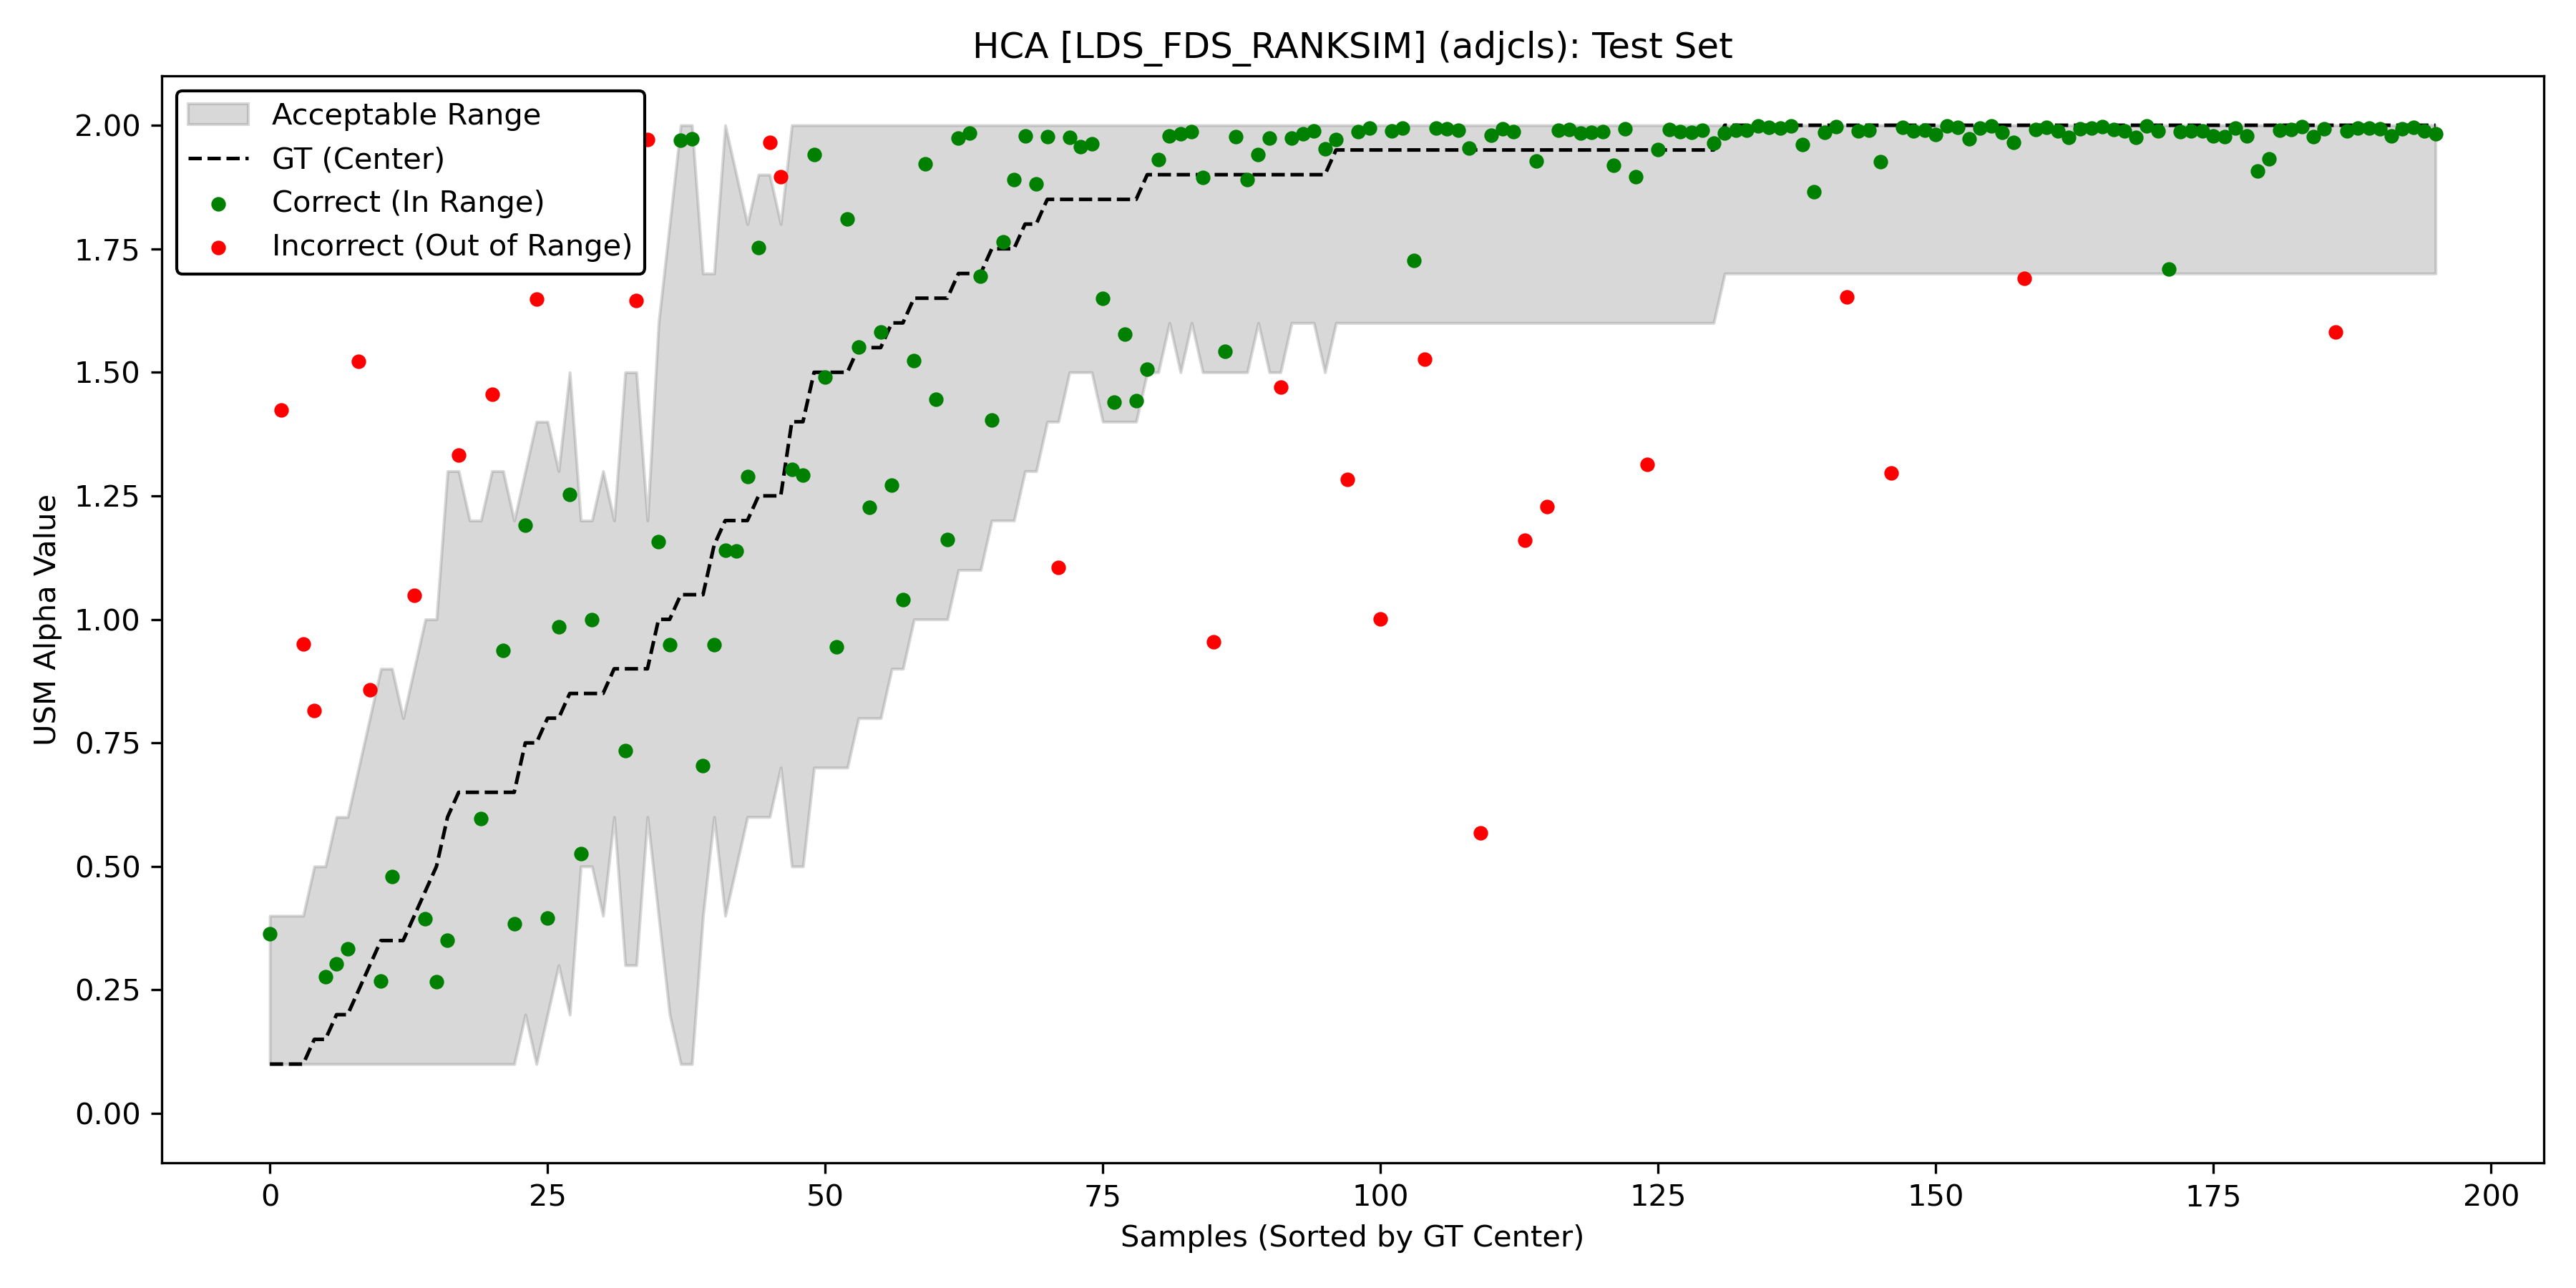 HCA [LDS_FDS_RANKSIM] (adjcls): Test Set
Acceptable Range
GT (Center)
Correct (In Range)
Incorrect (Out of Range)
USM Alpha Value
2.00
1.75
1.50
1.25
1.00
0.75
0.50
0.25
0.00
0 25 50 75 100 125 150 175 200
Samples (Sorted by GT Center)